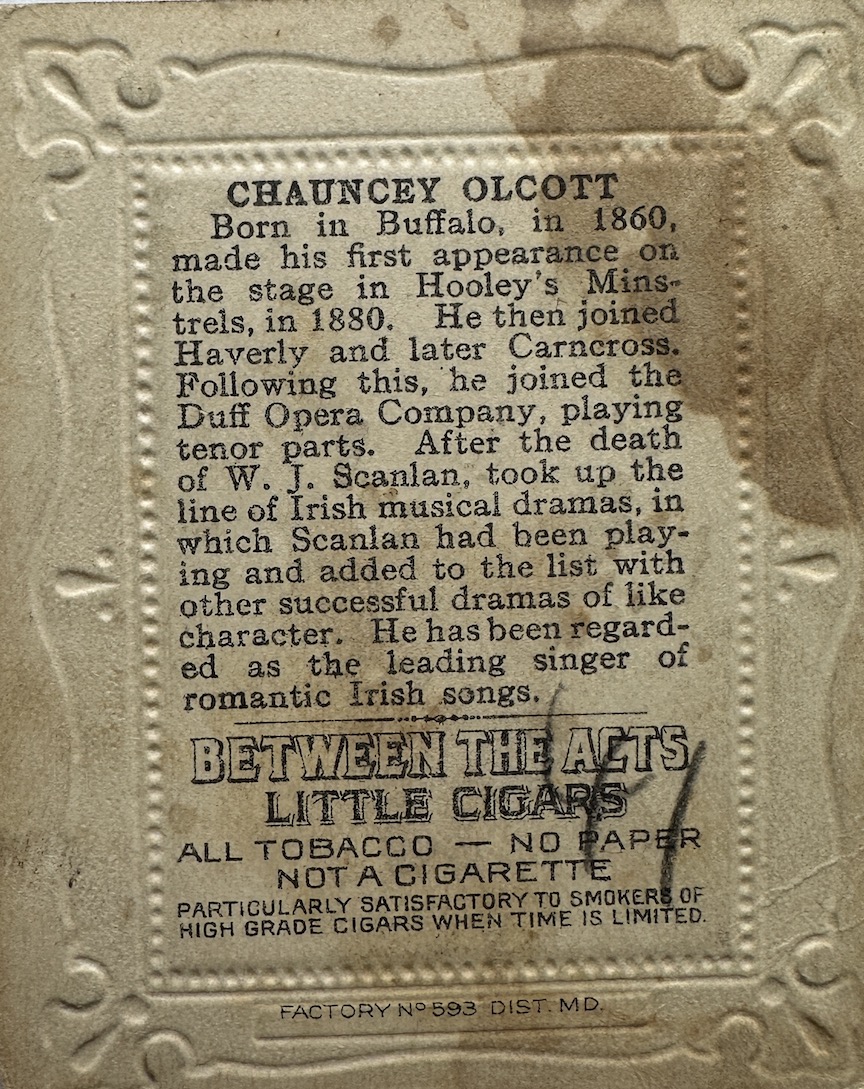 CHAUNCEY OLCOTT
Born in Buffalo, in 1860,
made his first appearance on
the stage in Hooley's Mins-
trels, in 1880. He then joined
Haverly and later Carncross.
Following this, he joined the
Duff Opera Company, playing
tenor parts. After the death
of W. J. Scanlan, took up the
line of Irish musical dramas, in
which Scanlan had been play-
ing and added to the list with
other successful dramas of like
character. He has been regard-
ed as the leading singer of
romantic Irish songs.
BETWEEN THE ACTS
LITTLE CIGARS
ALL TOBACCO — NO PAPER
NOT A CIGARETTE
PARTICULARLY SATISFACTORY TO SMOKERS OF
HIGH GRADE CIGARS WHEN TIME IS LIMITED.
FACTORY Nº 593 DIST. MD.